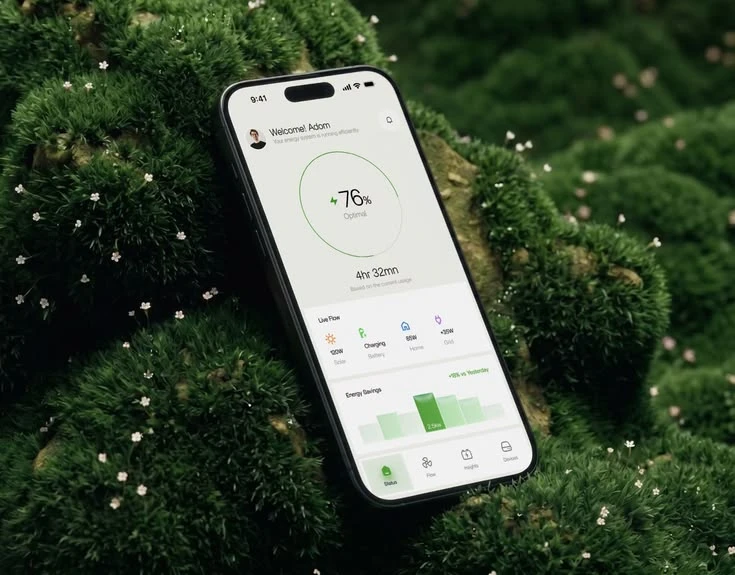 9:41
Welcome! Adom
Your energy system is running efficiently
76%
Optimal
4hr 32mn
Based on the current usage
Live Flow
120W
Charging
65W
+35W
Solar
Battery
Home
Grid
Energy Savings
+18% vs Yesterday
Status
Flow
Insights
Devices